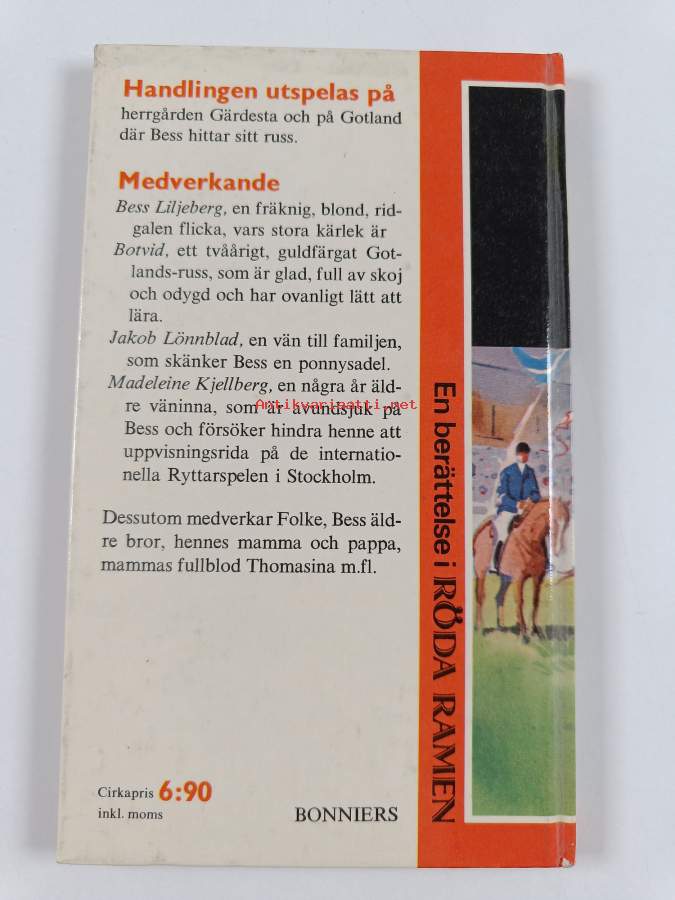 Handlingen utspelas på
herrgården Gärdesta och på Gotland
där Bess hittar sitt russ.
Medverkande
Bess Liljeberg, en fräknig, blond, rid-
galen flicka, vars stora kärlek är
Botvid, ett tvåårigt, guldfärgat Got-
lands-russ, som är glad, full av skoj
och odygd och har ovanligt lätt att
lära.
Jakob Lönnblad, en vän till familjen,
som skänker Bess en ponnysadel.
Madeleine Kjellberg, en några år äld-
re väninna, som är avundsjuk på
Bess och försöker hindra henne att
uppvisningsrida på de internatio-
nella Ryttarspelen i Stockholm.
Dessutom medverkar Folke, Bess äld-
re bror, hennes mamma och pappa,
mammas fullblod Thomasina m.fl.
Cirkapris 6:90
inkl. moms
BONNIERS
En berättelse i RÖDA RAMEN
Antikvariaatti.net